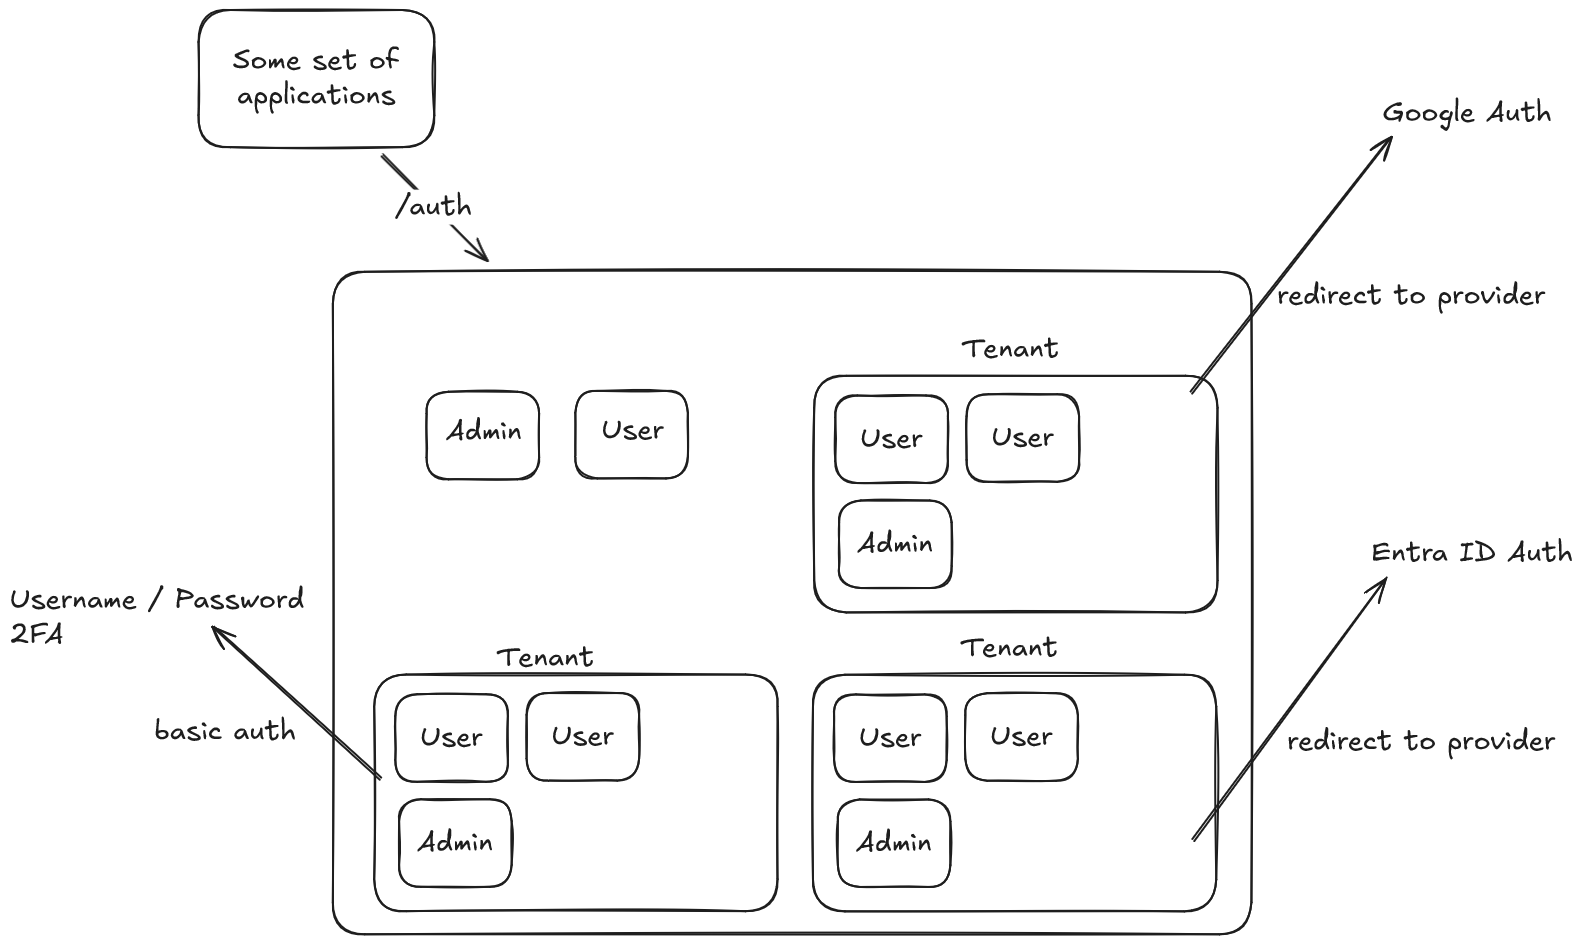 Some set of
applications
/auth
Google Auth
redirect to provider
Tenant
Admin
User
User
User
Admin
Entra ID Auth
redirect to provider
Username / Password
2FA
basic auth
Tenant
User
User
Admin
Tenant
User
User
Admin